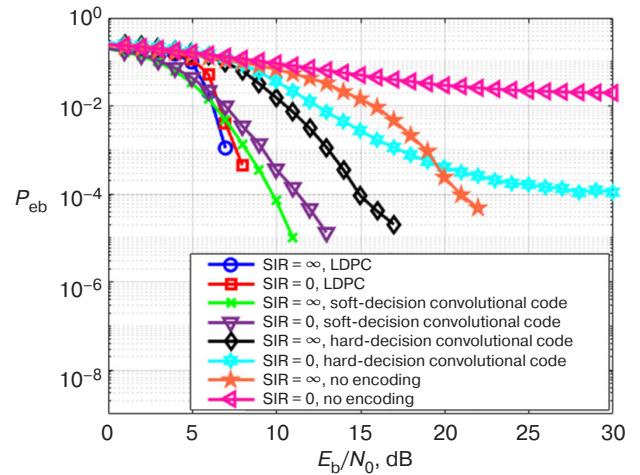 10⁰
10⁻²
P_eb
10⁻⁴
10⁻⁶
10⁻⁸
SIR = ∞, LDPC
SIR = 0, LDPC
SIR = ∞, soft-decision convolutional code
SIR = 0, soft-decision convolutional code
SIR = ∞, hard-decision convolutional code
SIR = 0, hard-decision convolutional code
SIR = ∞, no encoding
SIR = 0, no encoding
0 5 10 15 20 25 30
E_b/N_0, dB